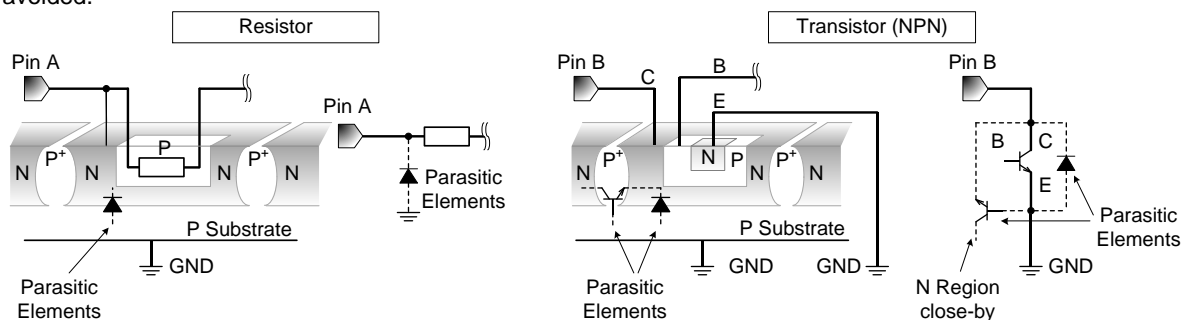 avoided.
Resistor
Transistor (NPN)
Pin A
Pin A
N
P+
N
P
P+
N
Parasitic
Elements
P Substrate
GND
Parasitic
Elements
Pin B
C
B
E
N
P+
N
P
P+
N
N
P Substrate
GND
GND
Parasitic
Elements
Pin B
B
C
E
Parasitic
Elements
GND
N Region
close-by